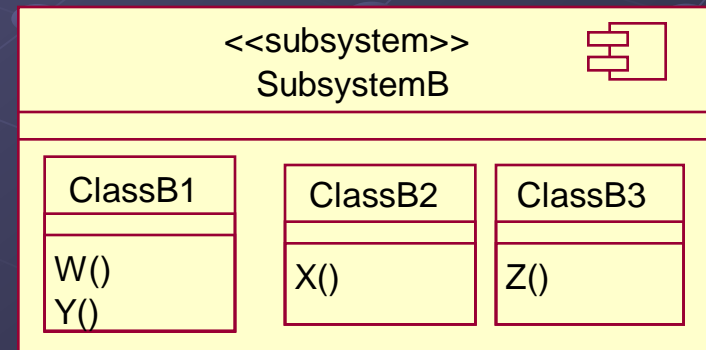 <<subsystem>>
SubsystemB
ClassB1
W()
Y()
ClassB2
X()
ClassB3
Z()